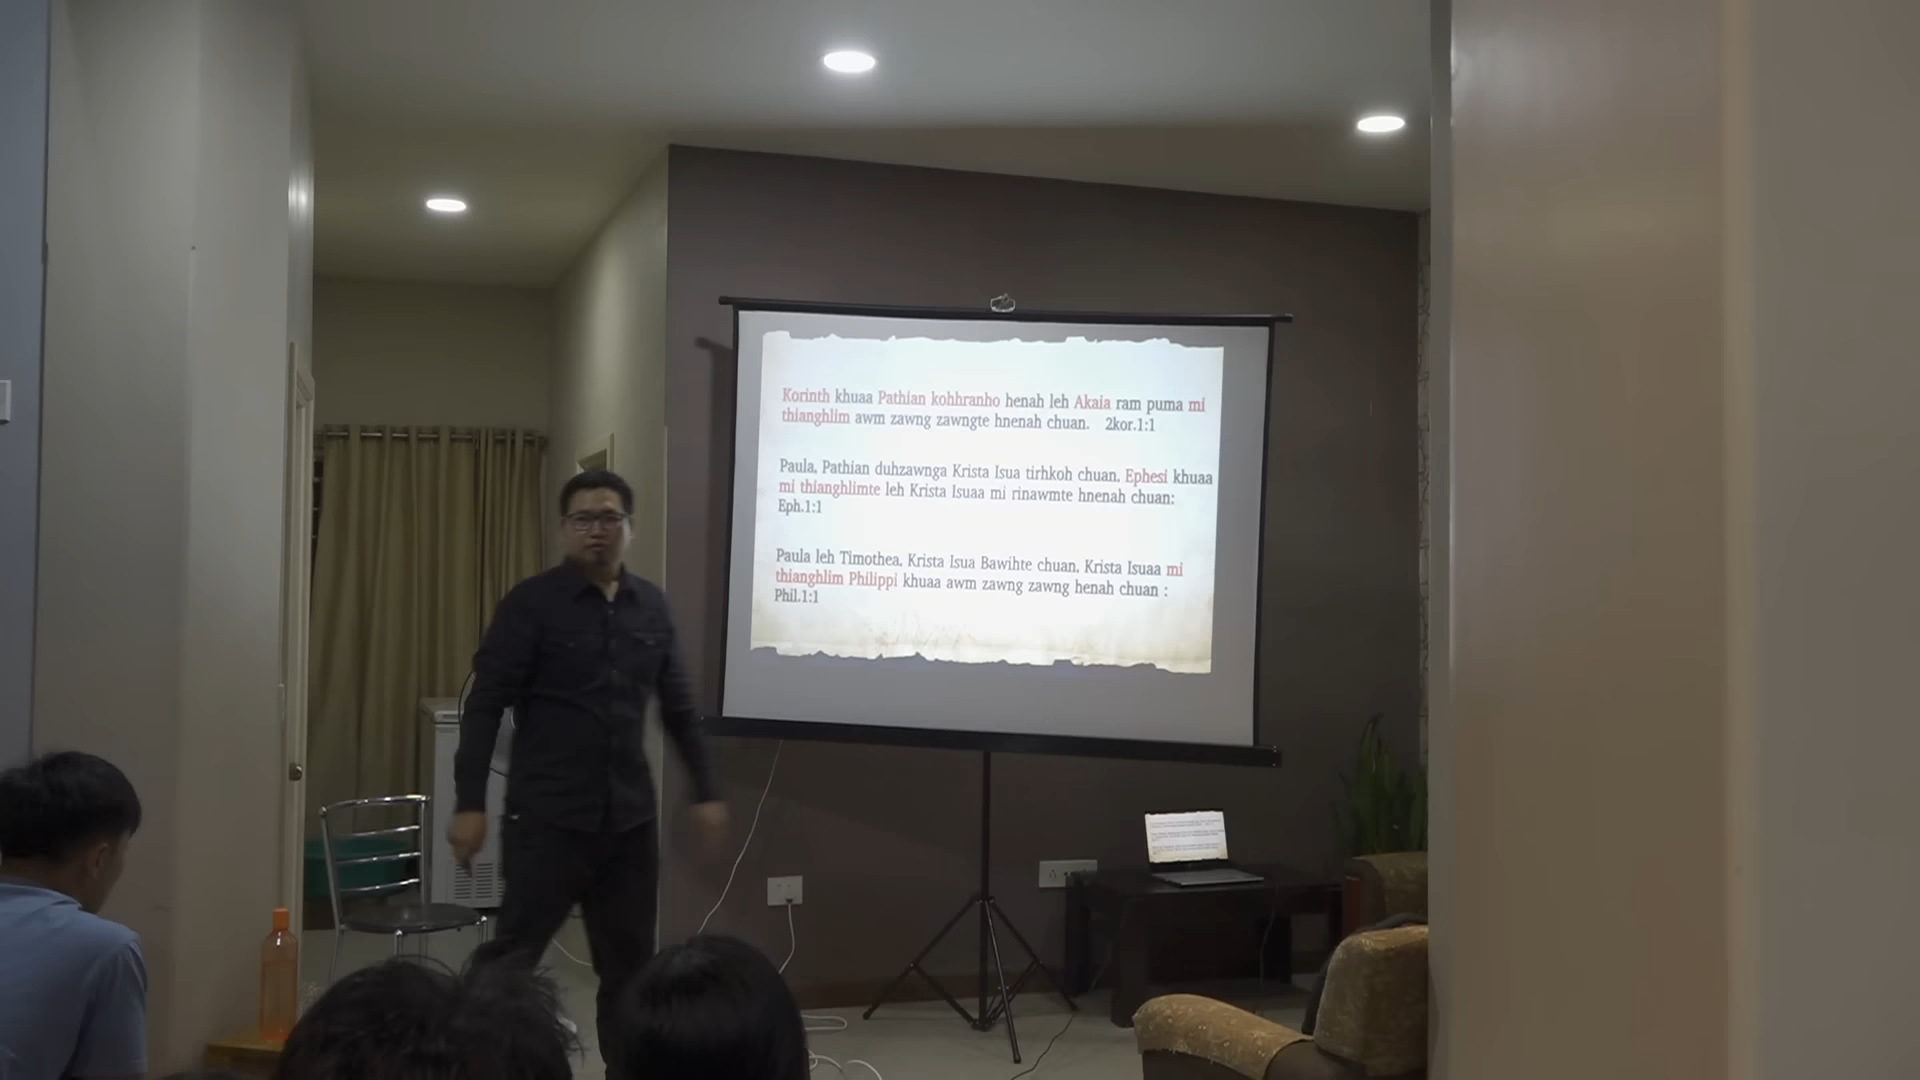 Korinth khuaa Pathian kohhranho henah leh Akaia ram puma mi
thianghlim awm zawng zawngte hnenah chuan. 2kor.1:1
Paula, Pathian duhzawnga Krista Isua tirhkoh chuan, Ephesi khuaa
mi thianghlimte leh Krista Isuaa mi rinawmte hnenah chuan:
Eph.1:1
Paula leh Timothea, Krista Isua Bawihte chuan, Krista Isuaa mi
thianghlim Philippi khuaa awm zawng zawng henah chuan :
Phil.1:1